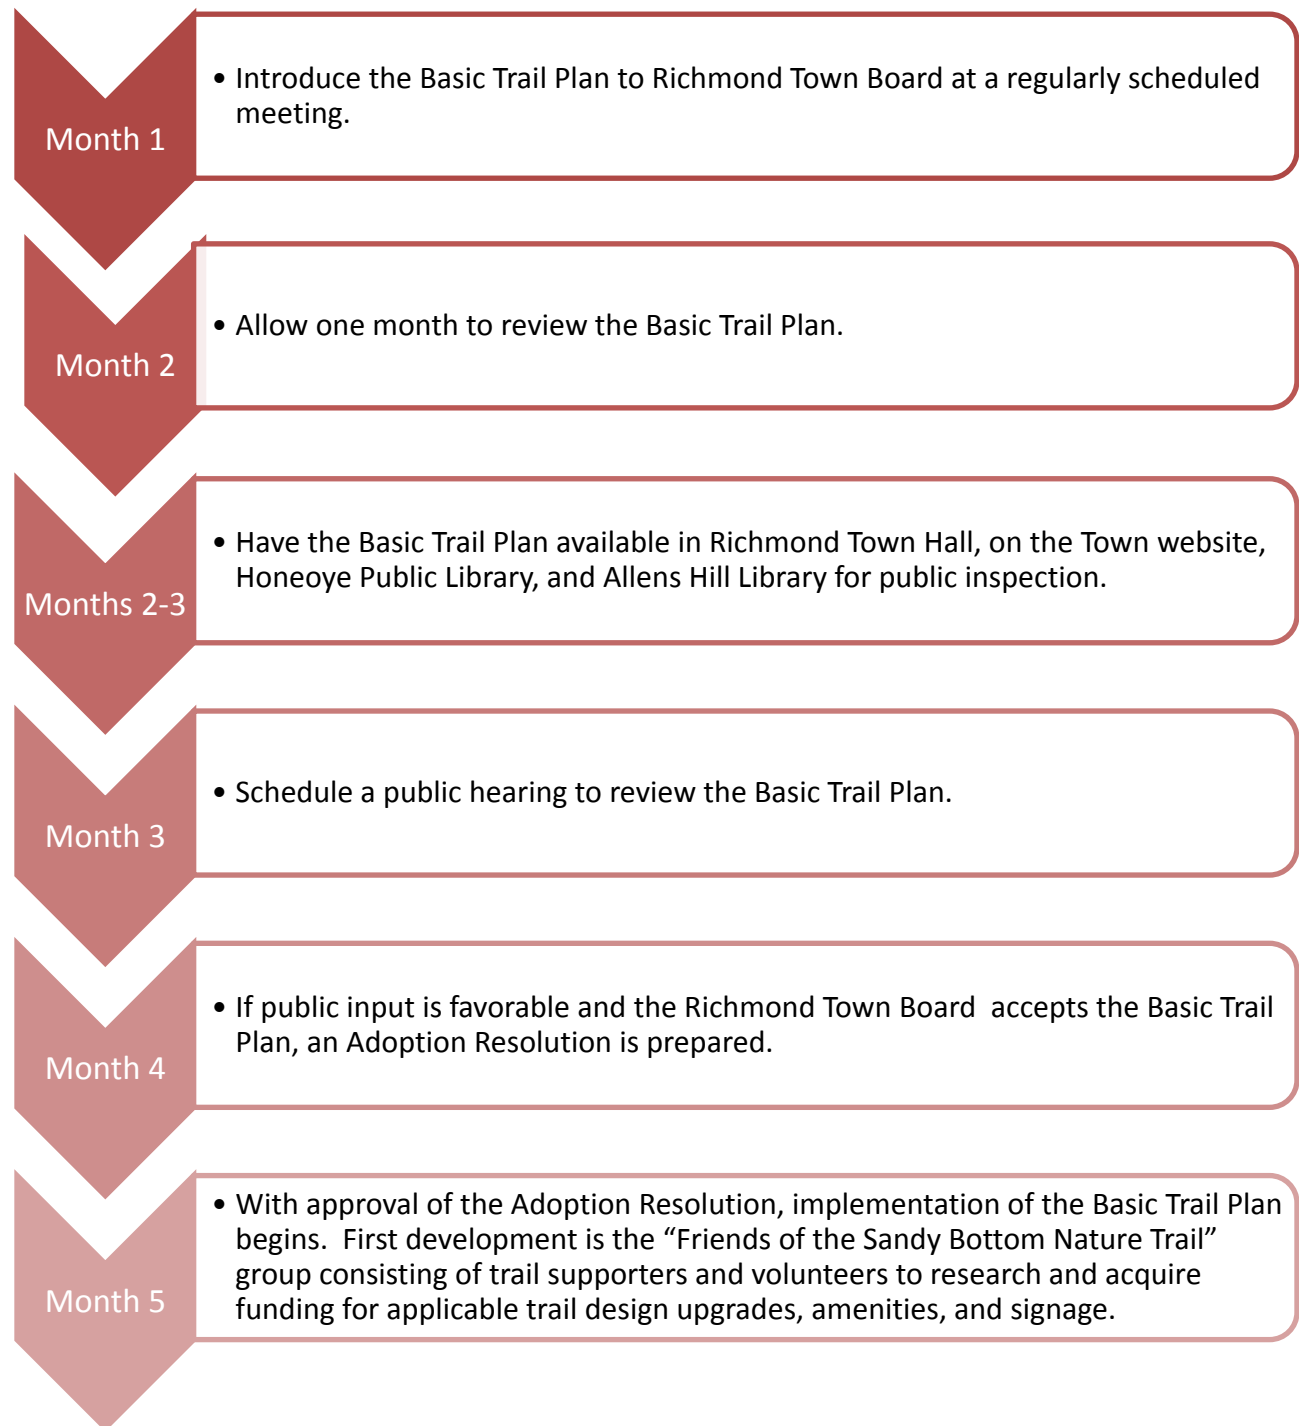 Month 1
• Introduce the Basic Trail Plan to Richmond Town Board at a regularly scheduled
meeting.
Month 2
• Allow one month to review the Basic Trail Plan.
Months 2-3
• Have the Basic Trail Plan available in Richmond Town Hall, on the Town website,
Honeoye Public Library, and Allens Hill Library for public inspection.
Month 3
• Schedule a public hearing to review the Basic Trail Plan.
Month 4
• If public input is favorable and the Richmond Town Board  accepts the Basic Trail
Plan, an Adoption Resolution is prepared.
Month 5
• With approval of the Adoption Resolution, implementation of the Basic Trail Plan
begins.  First development is the “Friends of the Sandy Bottom Nature Trail”
group consisting of trail supporters and volunteers to research and acquire
funding for applicable trail design upgrades, amenities, and signage.